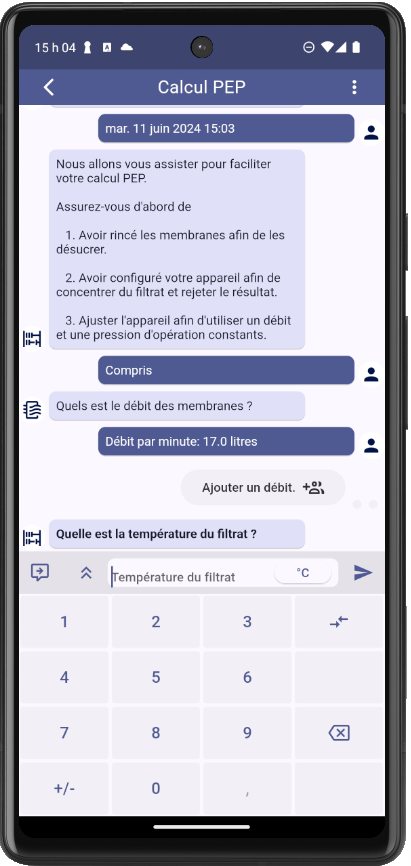 15 h 04
Calcul PEP
mar. 11 juin 2024 15:03
Nous allons vous assister pour faciliter
votre calcul PEP.
Assurez-vous d'abord de
1. Avoir rincé les membranes afin de les
désucrer.
2. Avoir configuré votre appareil afin de
concentrer du filtrat et rejeter le résultat.
3. Ajuster l'appareil afin d'utiliser un débit
et une pression d'opération constants.
Compris
Quels est le débit des membranes ?
Débit par minute: 17.0 litres
Ajouter un débit.
Quelle est la température du filtrat ?
Température du filtrat °C
1 2 3
4 5 6
7 8 9
+/- 0 ,